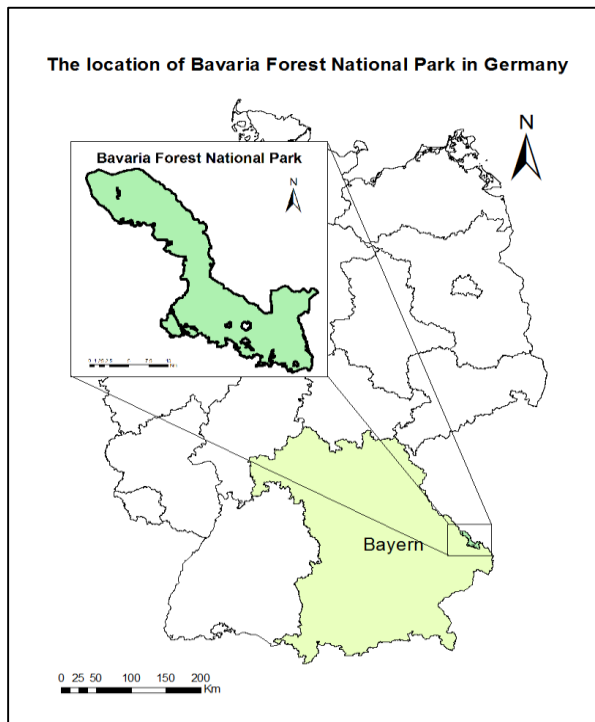 The location of Bavaria Forest National Park in Germany
N
Bavaria Forest National Park
N
Bayern
0 25 50 100 150 200
Km